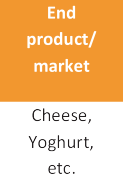 End
product/
market
Cheese,
Yoghurt,
etc.